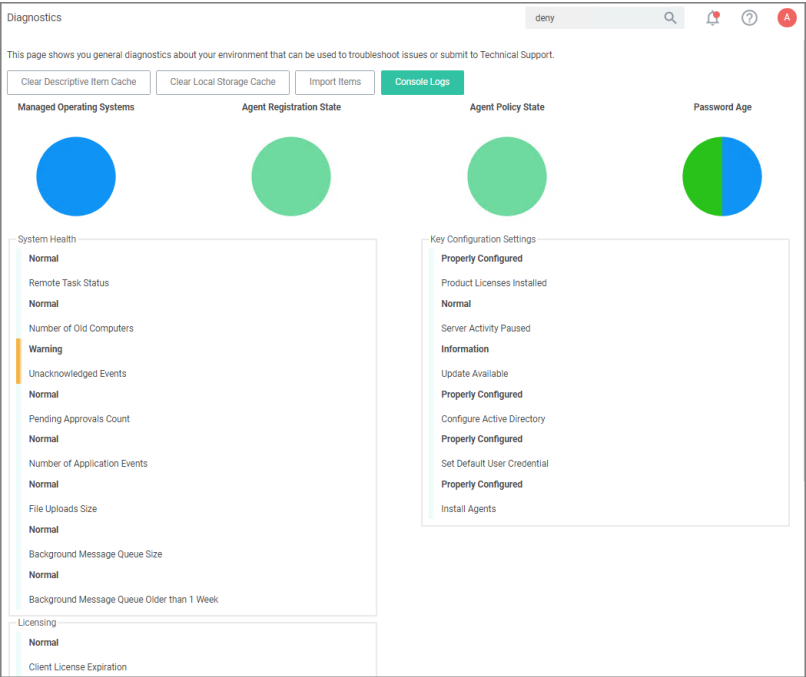 Diagnostics
deny
A
This page shows you general diagnostics about your environment that can be used to troubleshoot issues or submit to Technical Support.
Clear Descriptive Item Cache
Clear Local Storage Cache
Import Items
Console Logs
Managed Operating Systems
Agent Registration State
Agent Policy State
Password Age
System Health
Normal
Remote Task Status
Normal
Number of Old Computers
Warning
Unacknowledged Events
Normal
Pending Approvals Count
Normal
Number of Application Events
Normal
File Uploads Size
Normal
Background Message Queue Size
Normal
Background Message Queue Older than 1 Week
Licensing
Normal
Client License Expiration
Key Configuration Settings
Properly Configured
Product Licenses Installed
Normal
Server Activity Paused
Information
Update Available
Properly Configured
Configure Active Directory
Properly Configured
Set Default User Credential
Properly Configured
Install Agents